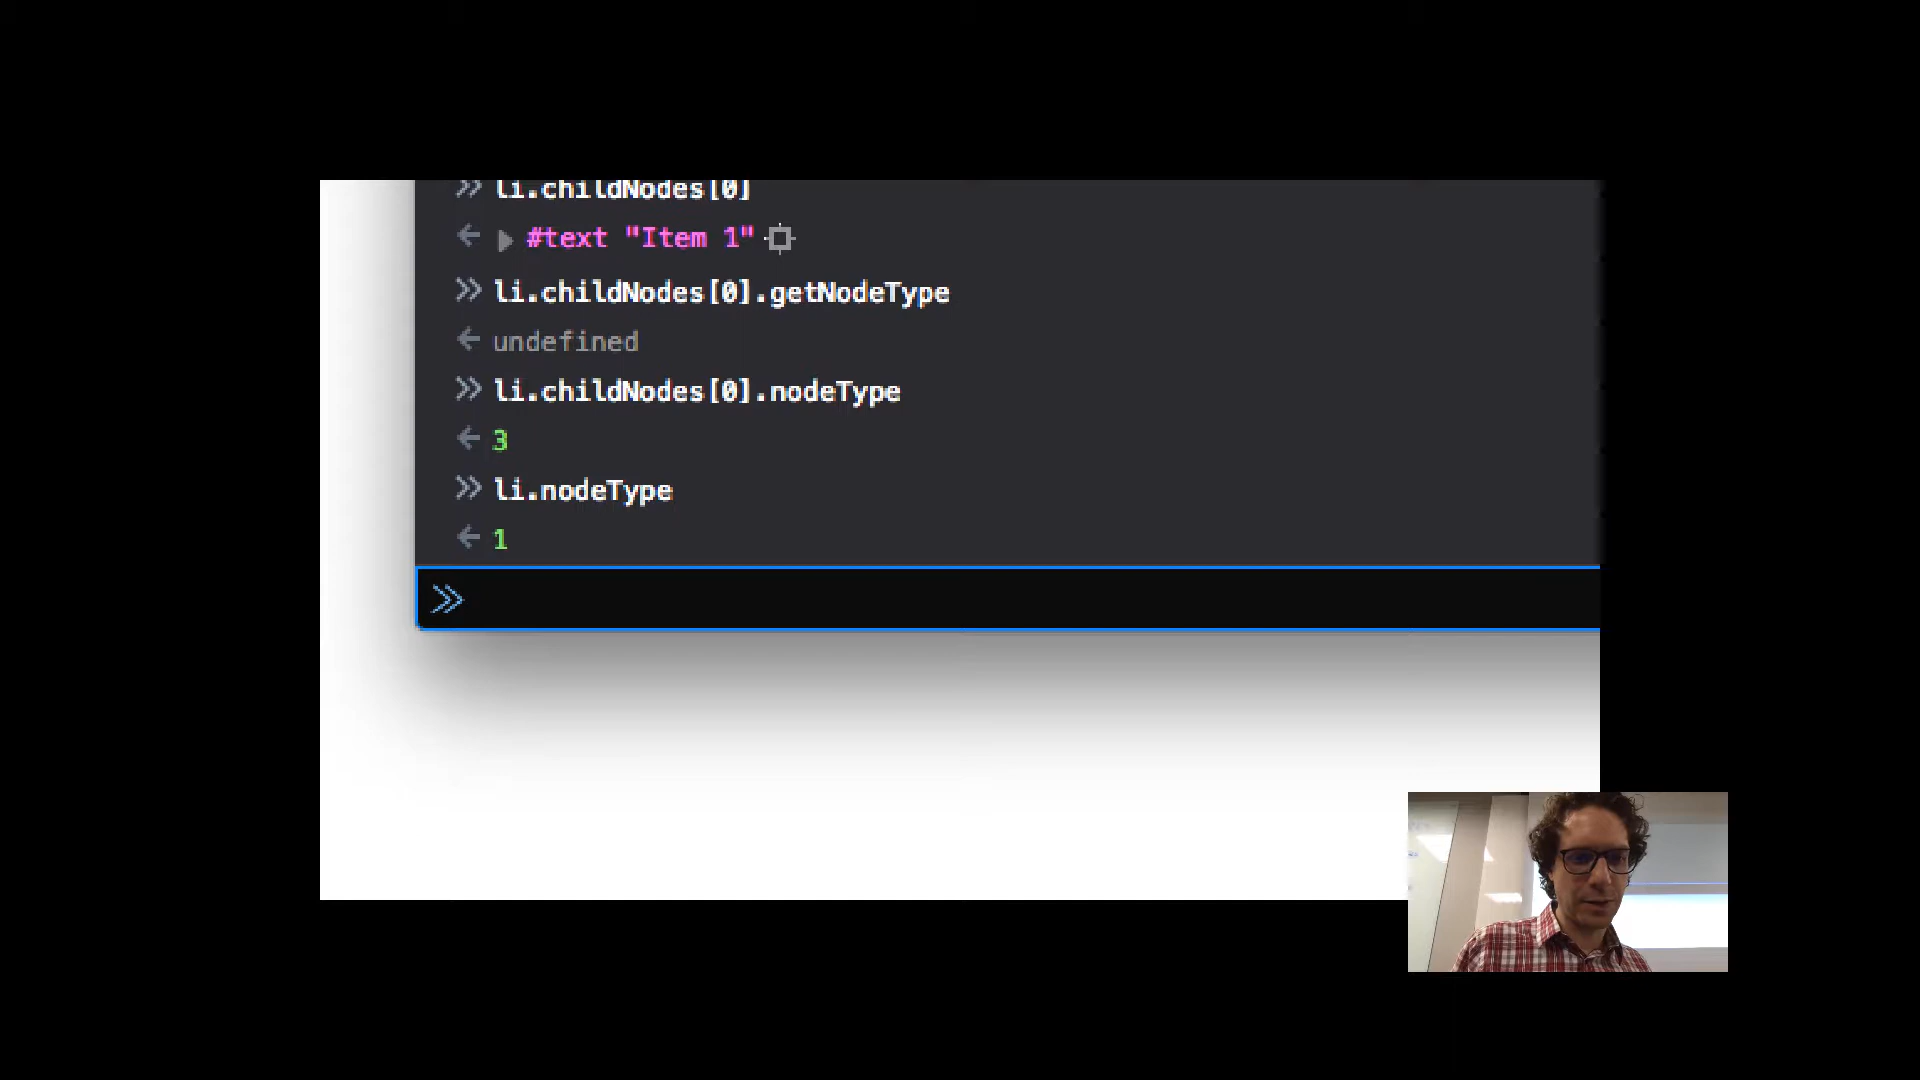 li.childNodes[0]
#text "Item 1"
li.childNodes[0].getNodeType
undefined
li.childNodes[0].nodeType
3
li.nodeType
1